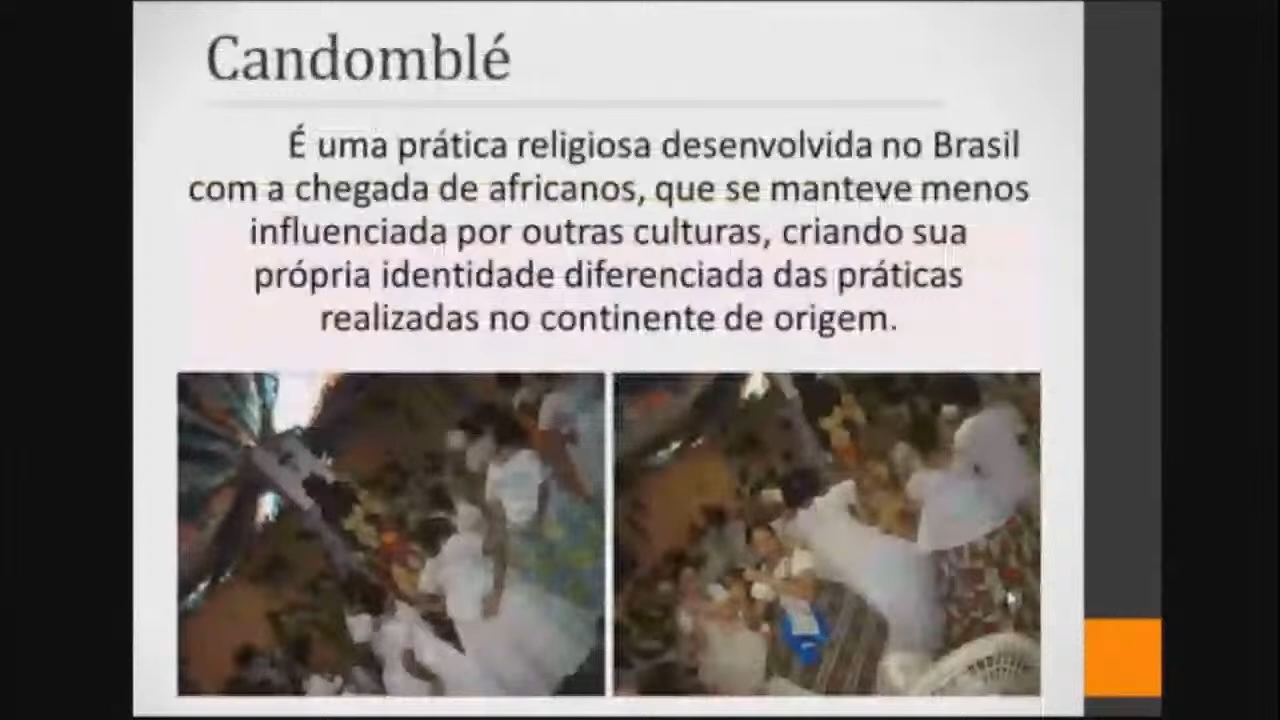 Candomblé
É uma prática religiosa desenvolvida no Brasil
com a chegada de africanos, que se manteve menos
influenciada por outras culturas, criando sua
própria identidade diferenciada das práticas
realizadas no continente de origem.